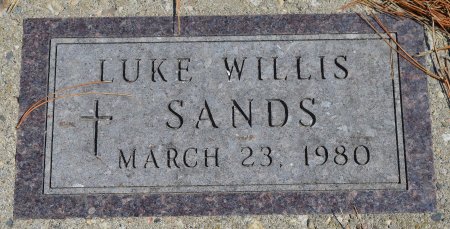 LUKE WILLIS
SANDS
MARCH 23, 1980